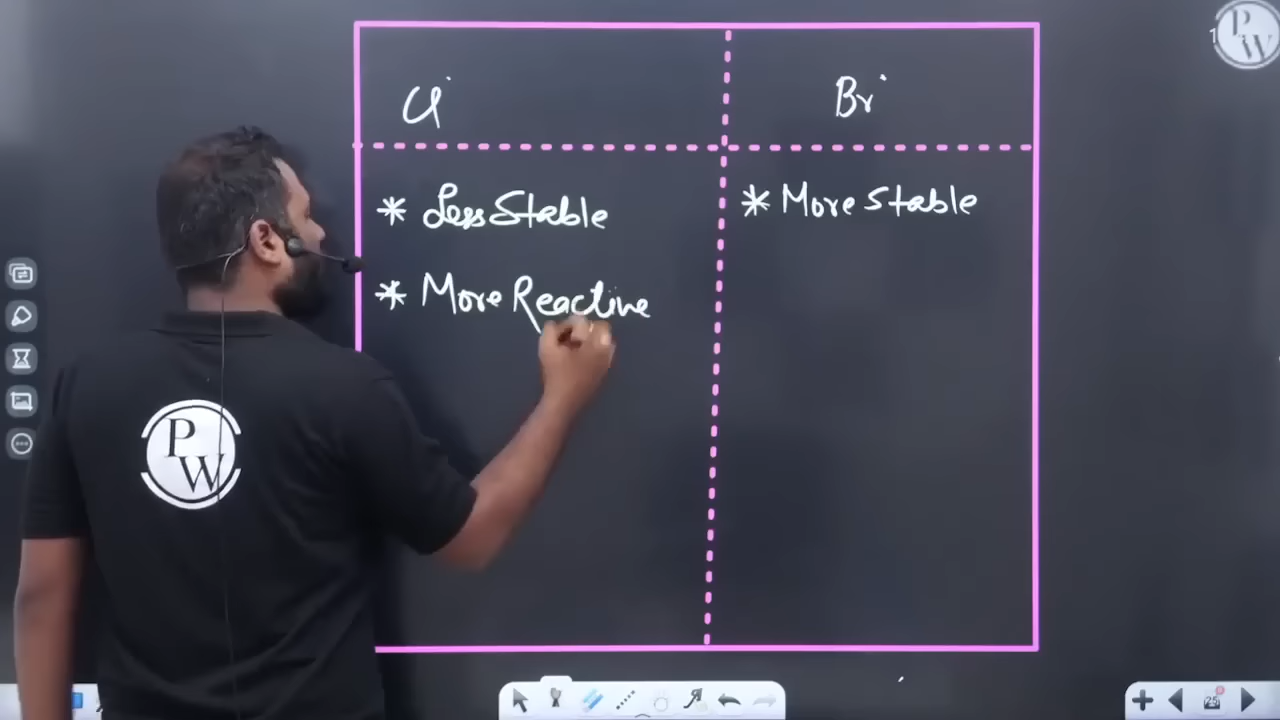 Cl˙
Br˙
* Less Stable
* More Stable
* More Reactive
P
W
P
W